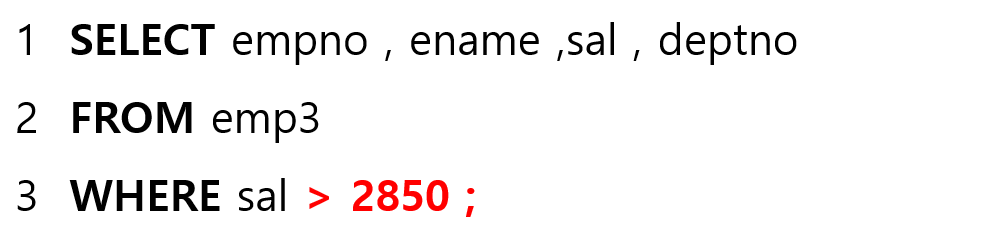 1 SELECT empno , ename ,sal , deptno
2 FROM emp3
3 WHERE sal > 2850 ;